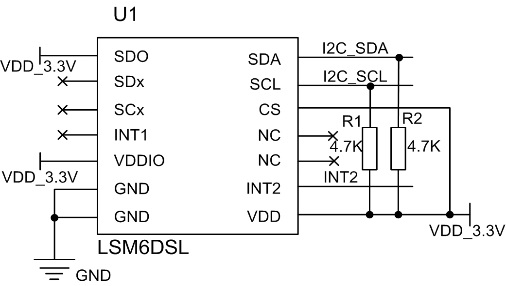 U1
SDO
VDD_3.3V
SDx
SCx
INT1
VDDIO
VDD_3.3V
GND
GND
GND
LSM6DSL
SDA
I2C_SDA
SCL
I2C_SCL
CS
NC
NC
INT2
INT2
VDD
R1
4.7K
R2
4.7K
VDD_3.3V